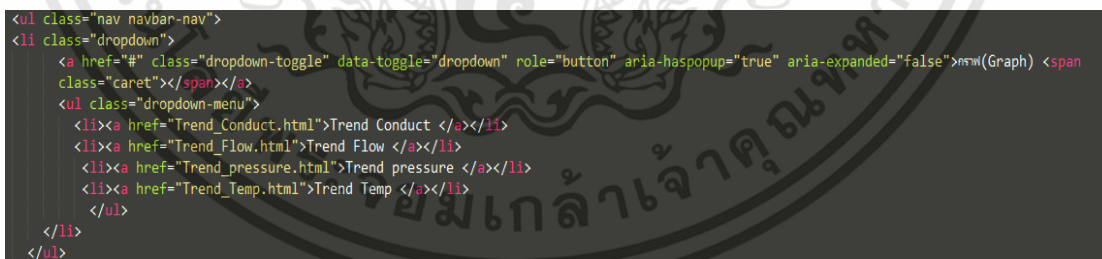 <ul class="nav navbar-nav">
<li class="dropdown">
<a href="#" class="dropdown-toggle" data-toggle="dropdown" role="button" aria-haspopup="true" aria-expanded="false">กราฟ(Graph) <span
class="caret"></span></a>
<ul class="dropdown-menu">
<li><a href="Trend_Conduct.html">Trend Conduct </a></li>
<li><a href="Trend_Flow.html">Trend Flow </a></li>
<li><a href="Trend_pressure.html">Trend pressure </a></li>
<li><a href="Trend_Temp.html">Trend Temp </a></li>
</ul>
</li>
</ul>